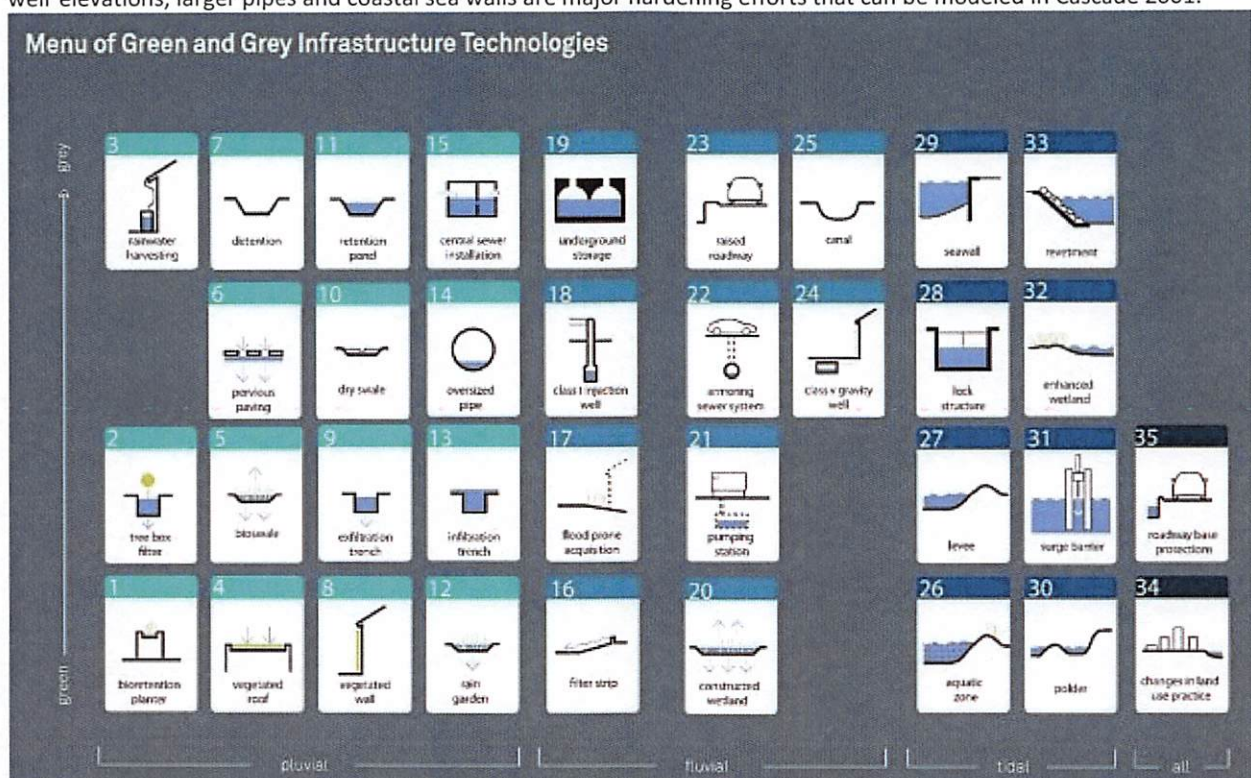 well elevations, larger pipes and coastal sea walls are major hardening efforts that can be modeled in Cascade 2001.
Menu of Green and Grey Infrastructure Technologies
grey
3
rainwater
harvesting
7
detention
11
retention
pond
15
central sewer
installation
19
underground
storage
23
raised
roadway
25
canal
29
seawall
33
revetment
6
pervious
paving
10
dry swale
14
oversized
pipe
18
class I injection
well
22
armoring
sewer system
24
class v gravity
well
28
lock
structure
32
enhanced
wetland
2
tree box
filter
5
bioswale
9
exfiltration
trench
13
infiltration
trench
17
flood prone
acquisition
21
pumping
station
27
levee
31
surge barrier
35
roadway base
protection
1
bioretention
planter
4
vegetated
roof
8
vegetated
wall
12
rain
garden
16
filter strip
20
constructed
wetland
26
aquatic
zone
30
polder
34
changes in land
use practice
green
pluvial
fluvial
tidal
all